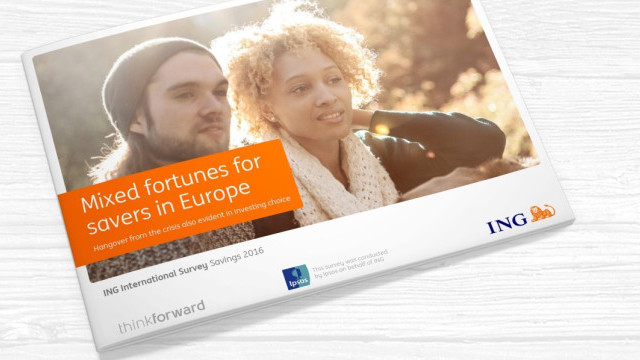 Mixed fortunes for
savers in Europe
Hangover from the crisis also evident in investing choice
ING International Survey Savings 2016
Ipsos
This survey was conducted
by Ipsos on behalf of ING
ING
thinkforward